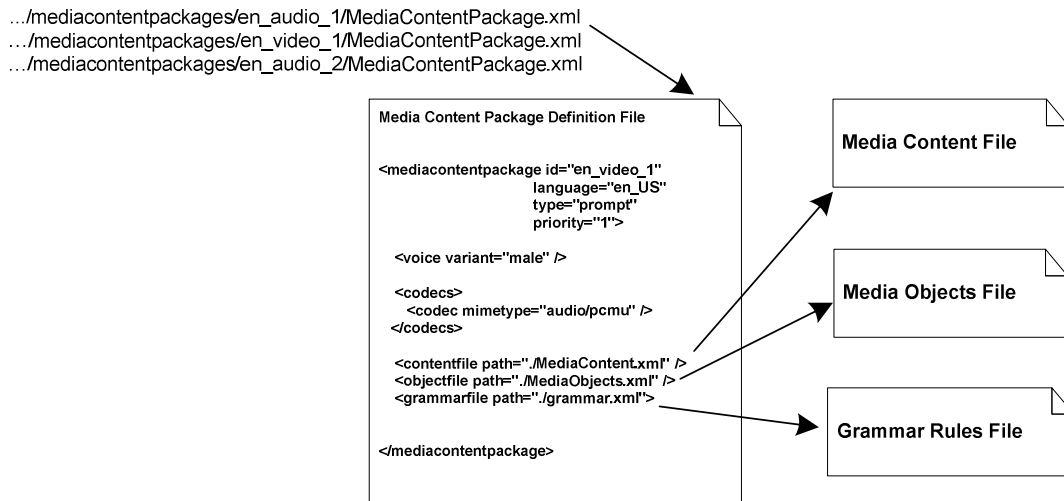 .../mediacontentpackages/en_audio_1/MediaContentPackage.xml
.../mediacontentpackages/en_video_1/MediaContentPackage.xml
.../mediacontentpackages/en_audio_2/MediaContentPackage.xml
Media Content Package Definition File
<mediacontentpackage id="en_video_1"
language="en_US"
type="prompt"
priority="1">
<voice variant="male" />
<codecs>
<codec mimetype="audio/pcmu" />
</codecs>
<contentfile path="./MediaContent.xml" />
<objectfile path="./MediaObjects.xml" />
<grammarfile path="./grammar.xml">
</mediacontentpackage>
Media Content File
Media Objects File
Grammar Rules File